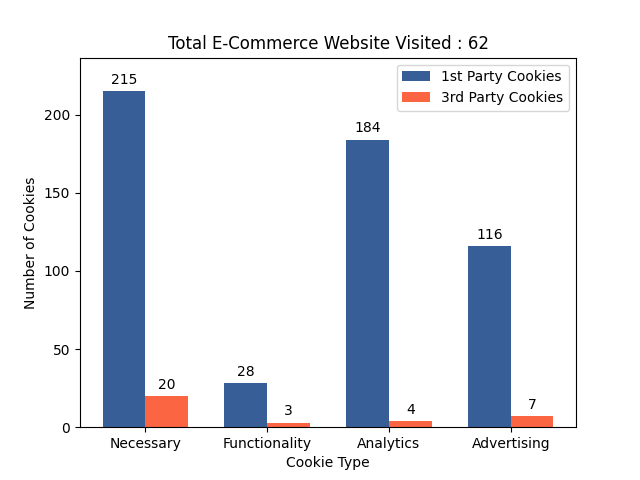 Total E-Commerce Website Visited : 62
1st Party Cookies
3rd Party Cookies
Number of Cookies
200
150
100
50
0
215
20
28
3
184
4
116
7
Necessary
Functionality
Analytics
Advertising
Cookie Type